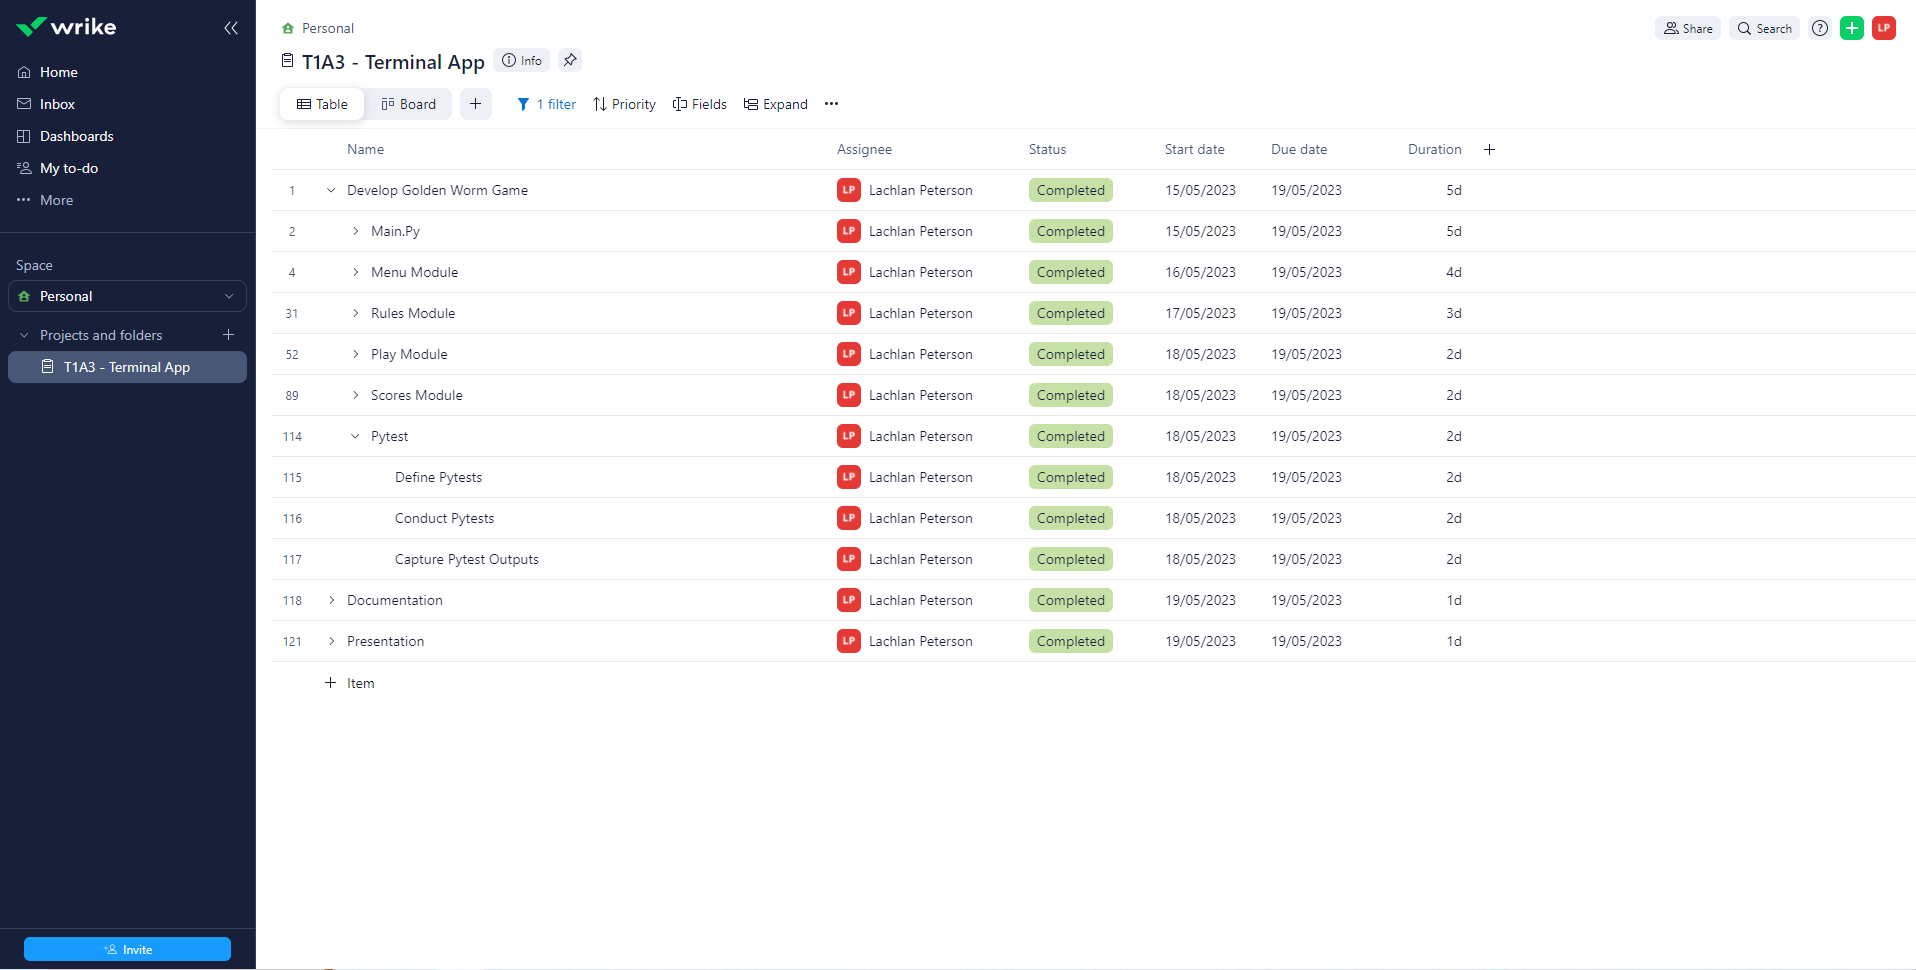 wrike
Home
Inbox
Dashboards
My to-do
More
Space
Personal
Projects and folders
T1A3 - Terminal App
Invite
Personal
Share
Search
LP
T1A3 - Terminal App
Info
Table
Board
1 filter
Priority
Fields
Expand
Name Assignee Status Start date Due date Duration
1 Develop Golden Worm Game LP Lachlan Peterson Completed 15/05/2023 19/05/2023 5d
2 Main.Py LP Lachlan Peterson Completed 15/05/2023 19/05/2023 5d
4 Menu Module LP Lachlan Peterson Completed 16/05/2023 19/05/2023 4d
31 Rules Module LP Lachlan Peterson Completed 17/05/2023 19/05/2023 3d
52 Play Module LP Lachlan Peterson Completed 18/05/2023 19/05/2023 2d
89 Scores Module LP Lachlan Peterson Completed 18/05/2023 19/05/2023 2d
114 Pytest LP Lachlan Peterson Completed 18/05/2023 19/05/2023 2d
115 Define Pytests LP Lachlan Peterson Completed 18/05/2023 19/05/2023 2d
116 Conduct Pytests LP Lachlan Peterson Completed 18/05/2023 19/05/2023 2d
117 Capture Pytest Outputs LP Lachlan Peterson Completed 18/05/2023 19/05/2023 2d
118 Documentation LP Lachlan Peterson Completed 19/05/2023 19/05/2023 1d
121 Presentation LP Lachlan Peterson Completed 19/05/2023 19/05/2023 1d
Item